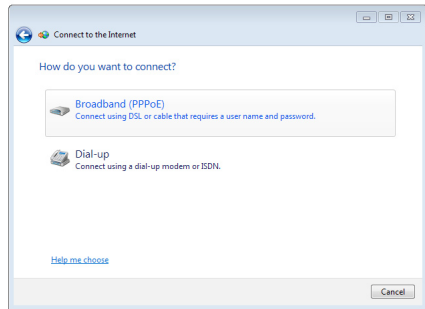 Connect to the Internet
How do you want to connect?
Broadband (PPPoE)
Connect using DSL or cable that requires a user name and password.
Dial-up
Connect using a dial-up modem or ISDN.
Help me choose
Cancel